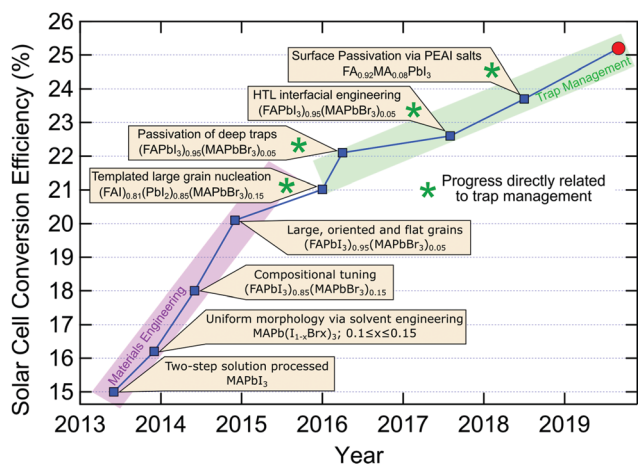 Solar Cell Conversion Efficiency (%)
26
25
24
23
22
21
20
19
18
17
16
15
Surface Passivation via PEAI salts
FA₀.₉₂MA₀.₀₈PbI₃
HTL interfacial engineering
(FAPbI₃)₀.₉₅(MAPbBr₃)₀.₀₅
Passivation of deep traps
(FAPbI₃)₀.₉₅(MAPbBr₃)₀.₀₅
Templated large grain nucleation
(FAI)₀.₈₁(PbI₂)₀.₈₅(MAPbBr₃)₀.₁₅
Trap Management
* Progress directly related
to trap management
Large, oriented and flat grains
(FAPbI₃)₀.₉₅(MAPbBr₃)₀.₀₅
Compositional tuning
(FAPbI₃)₀.₈₅(MAPbBr₃)₀.₁₅
Uniform morphology via solvent engineering
MAPb(I₁₋ₓBrx)₃; 0.1≤x≤0.15
Two-step solution processed
MAPbI₃
Materials Engineering
2013 2014 2015 2016 2017 2018 2019
Year